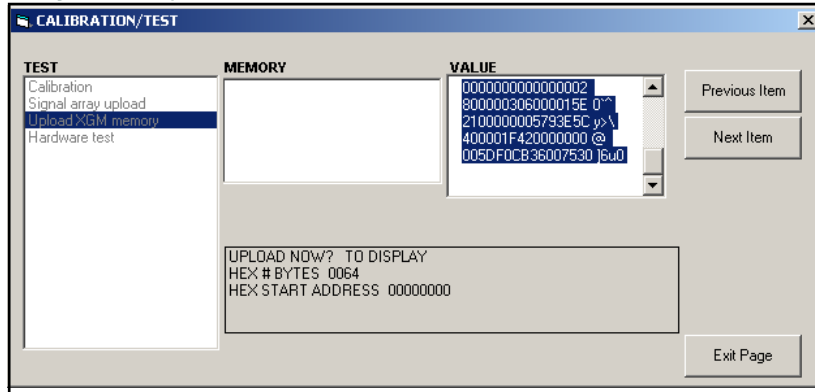 CALIBRATION/TEST
TEST
Calibration
Signal array upload
Upload XGM memory
Hardware test
MEMORY
VALUE
0000000000000002
800000306000015E 0`^
2100000005793E5C y>\
400001F420000000 @
005DF0CB36007530 ]6u0
Previous Item
Next Item
UPLOAD NOW? TO DISPLAY
HEX # BYTES 0064
HEX START ADDRESS 00000000
Exit Page